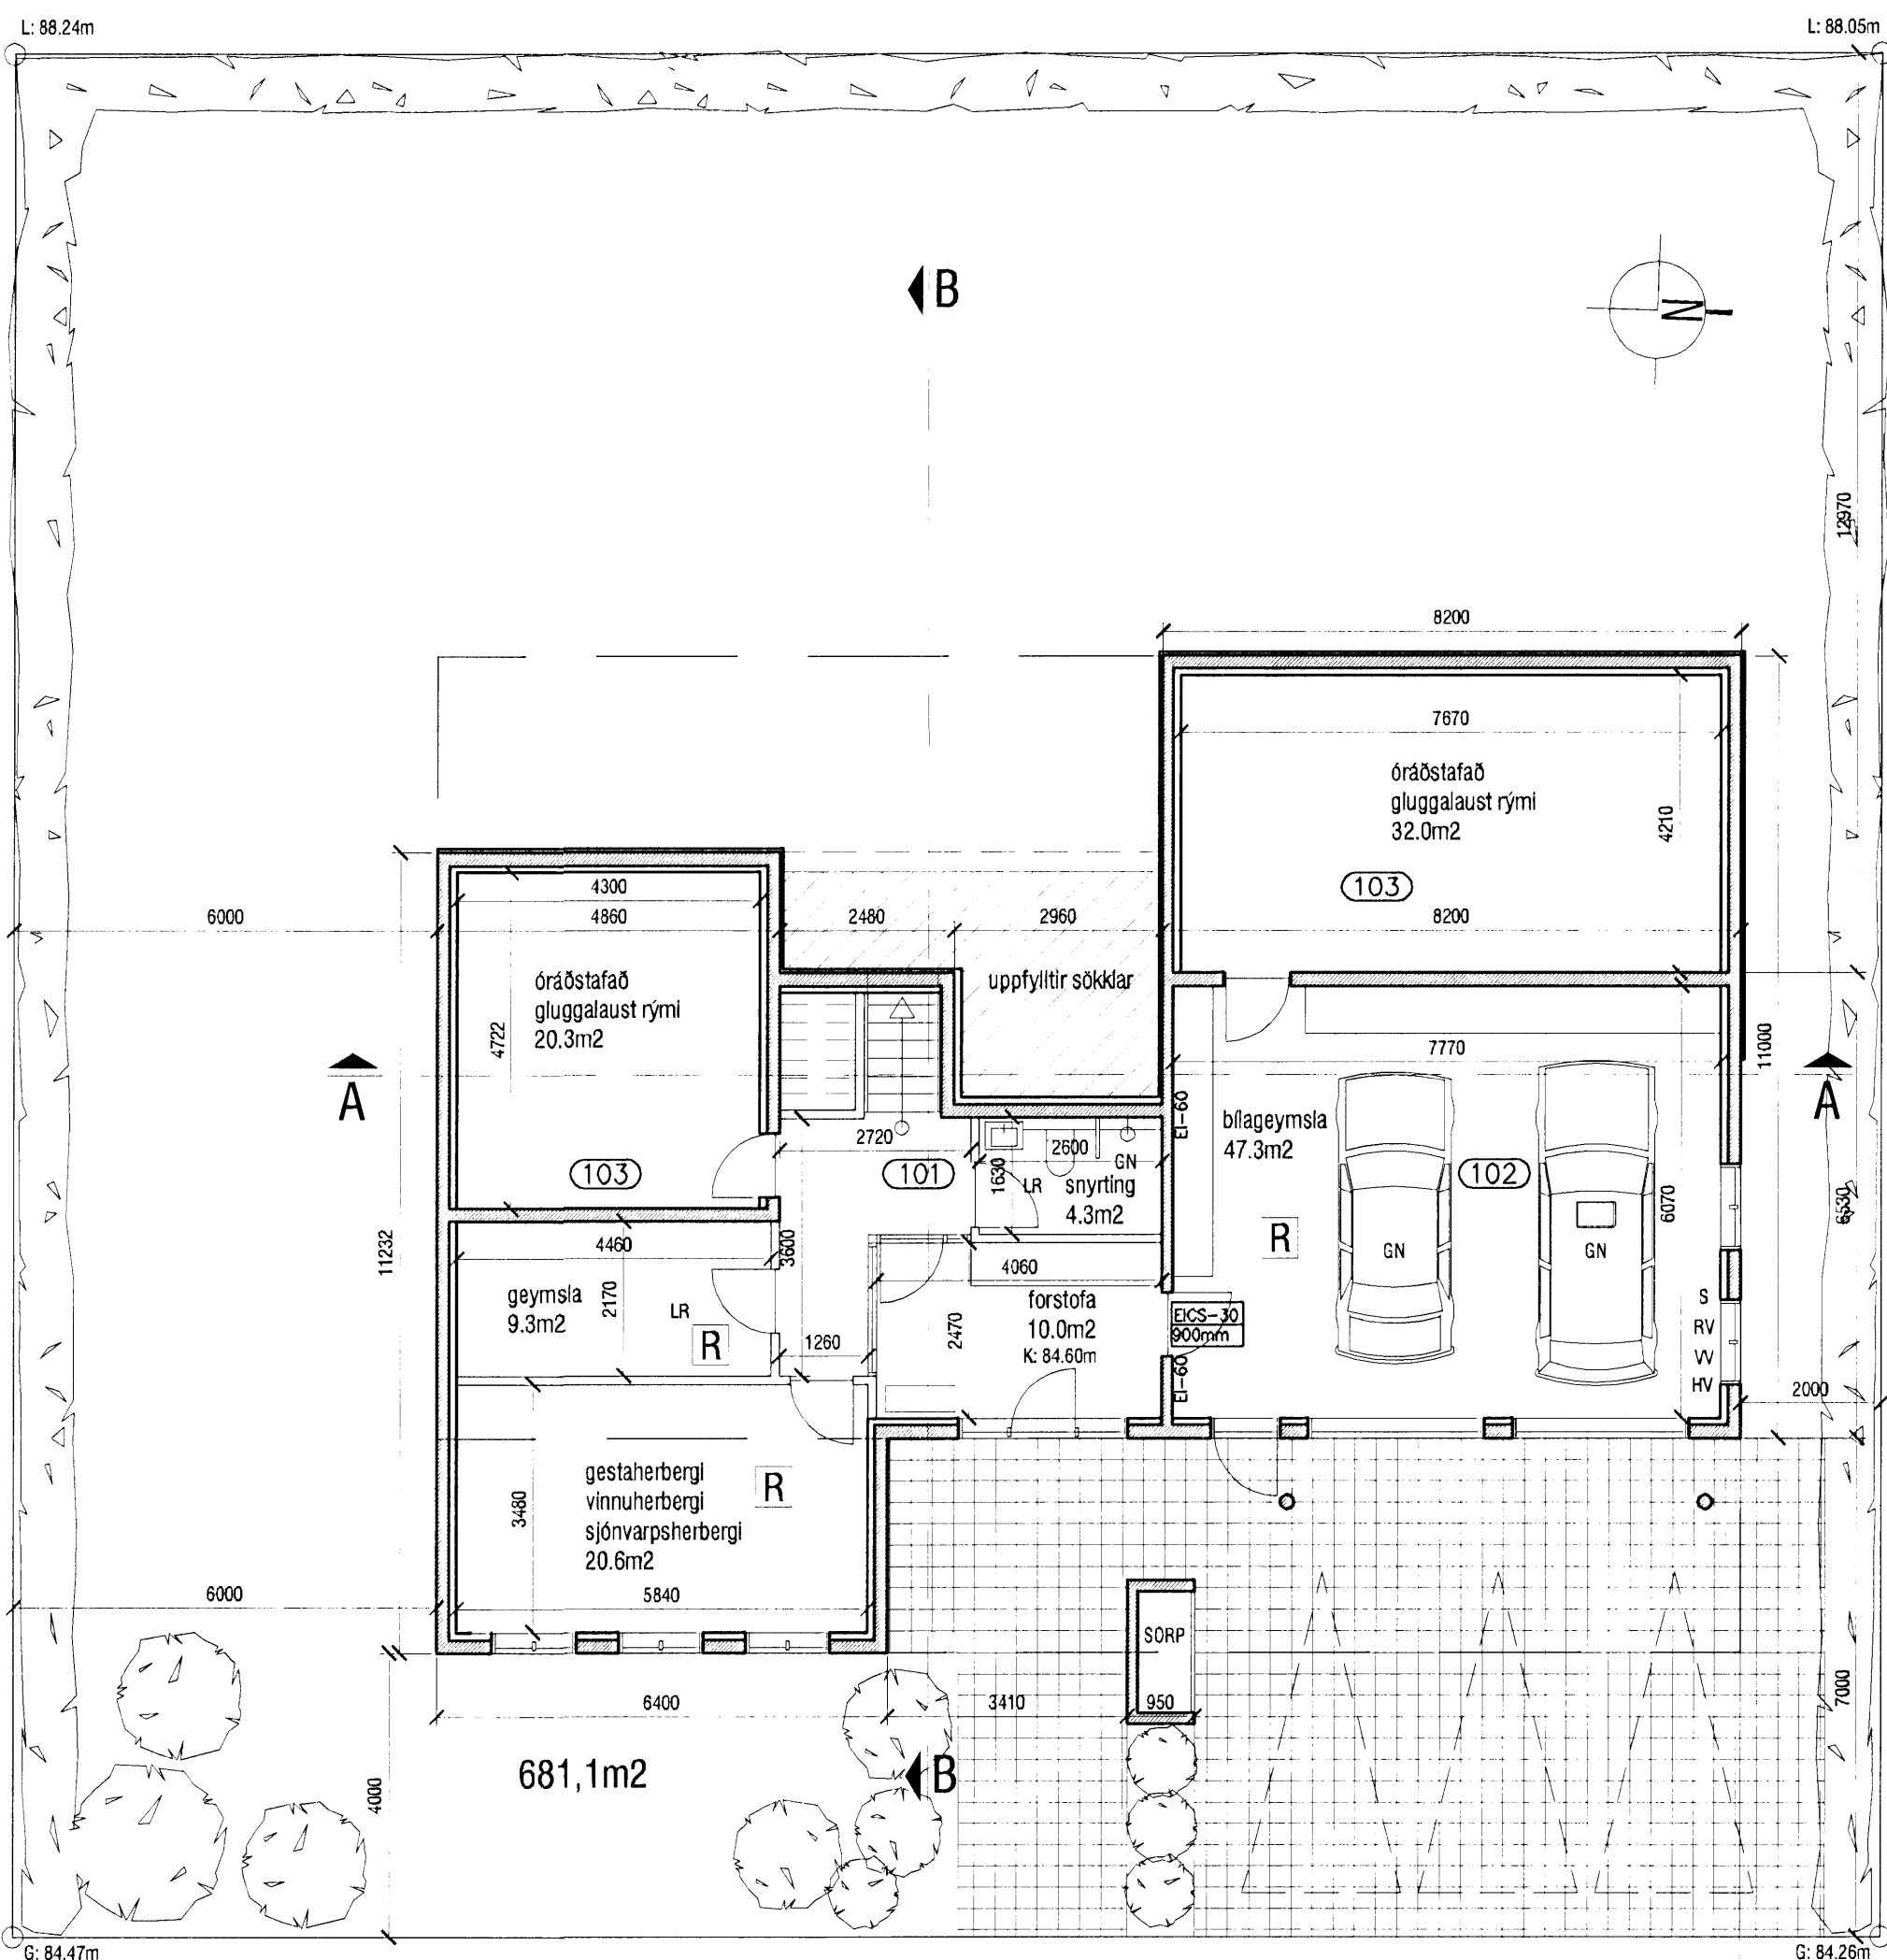 L: 88.24m
L: 88.05m
B
N
12970
8200
7670
óráðstafað
gluggalaust rými
32.0m2
4210
103
8200
6000
4300
4860
2480
2960
óráðstafað
gluggalaust rými
20.3m2
4722
uppfylltir sökklar
7770
11000
A
A
EI-60
bílageymsla
47.3m2
2720
2600
GN
103
101
1630
LR
snyrting
4.3m2
102
6070
6530
11232
4460
3600
4060
R
GN
GN
geymsla
9.3m2
2170
LR
R
forstofa
10.0m2
K: 84.60m
2470
1260
EICS-30
900mm
EI-60
S
RV
VV
HV
2000
gestaherbergi
vinnuherbergi
sjónvarpsherbergi
20.6m2
R
3480
5840
6000
SORP
6400
3410
950
7000
681,1m2
B
4000
G: 84.47m
G: 84.26m